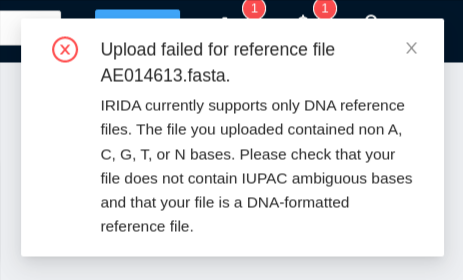 1 1
Upload failed for reference file
AE014613.fasta.
IRIDA currently supports only DNA reference
files. The file you uploaded contained non A,
C, G, T, or N bases. Please check that your
file does not contain IUPAC ambiguous bases
and that your file is a DNA-formatted
reference file.